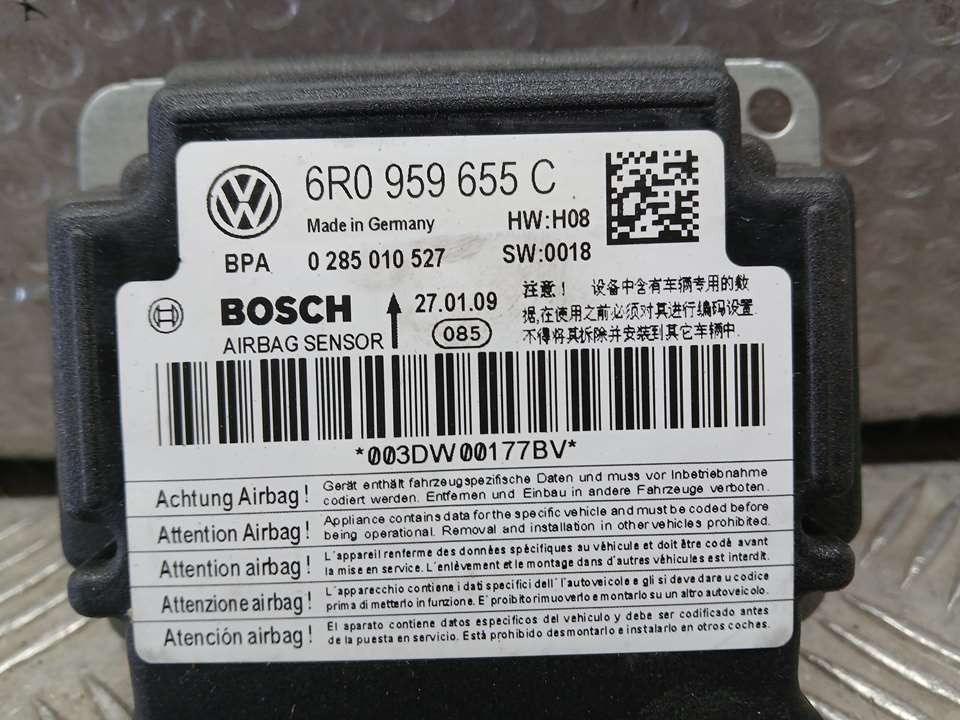 6R0 959 655 C
Made in Germany HW:H08
BPA 0 285 010 527 SW:0018
BOSCH 27.01.09
AIRBAG SENSOR 085
注意！ 设备中含有车辆专用的数
据,在使用之前必须对其进行编码设置.
不得将其拆除并安装到其它车辆中.
*003DW00177BV*
Achtung Airbag! Gerät enthält fahrzeugspezifische Daten und muss vor Inbetriebnahme
codiert werden. Entfernen und Einbau in andere Fahrzeuge verboten.
Attention Airbag! Appliance contains data for the specific vehicle and must be coded before
being operational. Removal and installation in other vehicles prohibited.
Attention airbag! L'appareil renferme des données spécifiques au véhicule et doit être codé avant
la mise en service. L'enlèvement et le montage dans d'autres véhicules est interdit.
Attenzione airbag! L'apparecchio contiene i dati specifici dell'autoveicolo e gli si deve dare u codice
prima di metterlo in funzione. E' proibito rimuoverlo e montarlo su un altro autoveicolo.
Atención airbag! El aparato contiene datos específicos del vehículo y debe ser codificado antes
de la puesta en servicio. Está prohibido desmontarlo e instalarlo en otros coches.